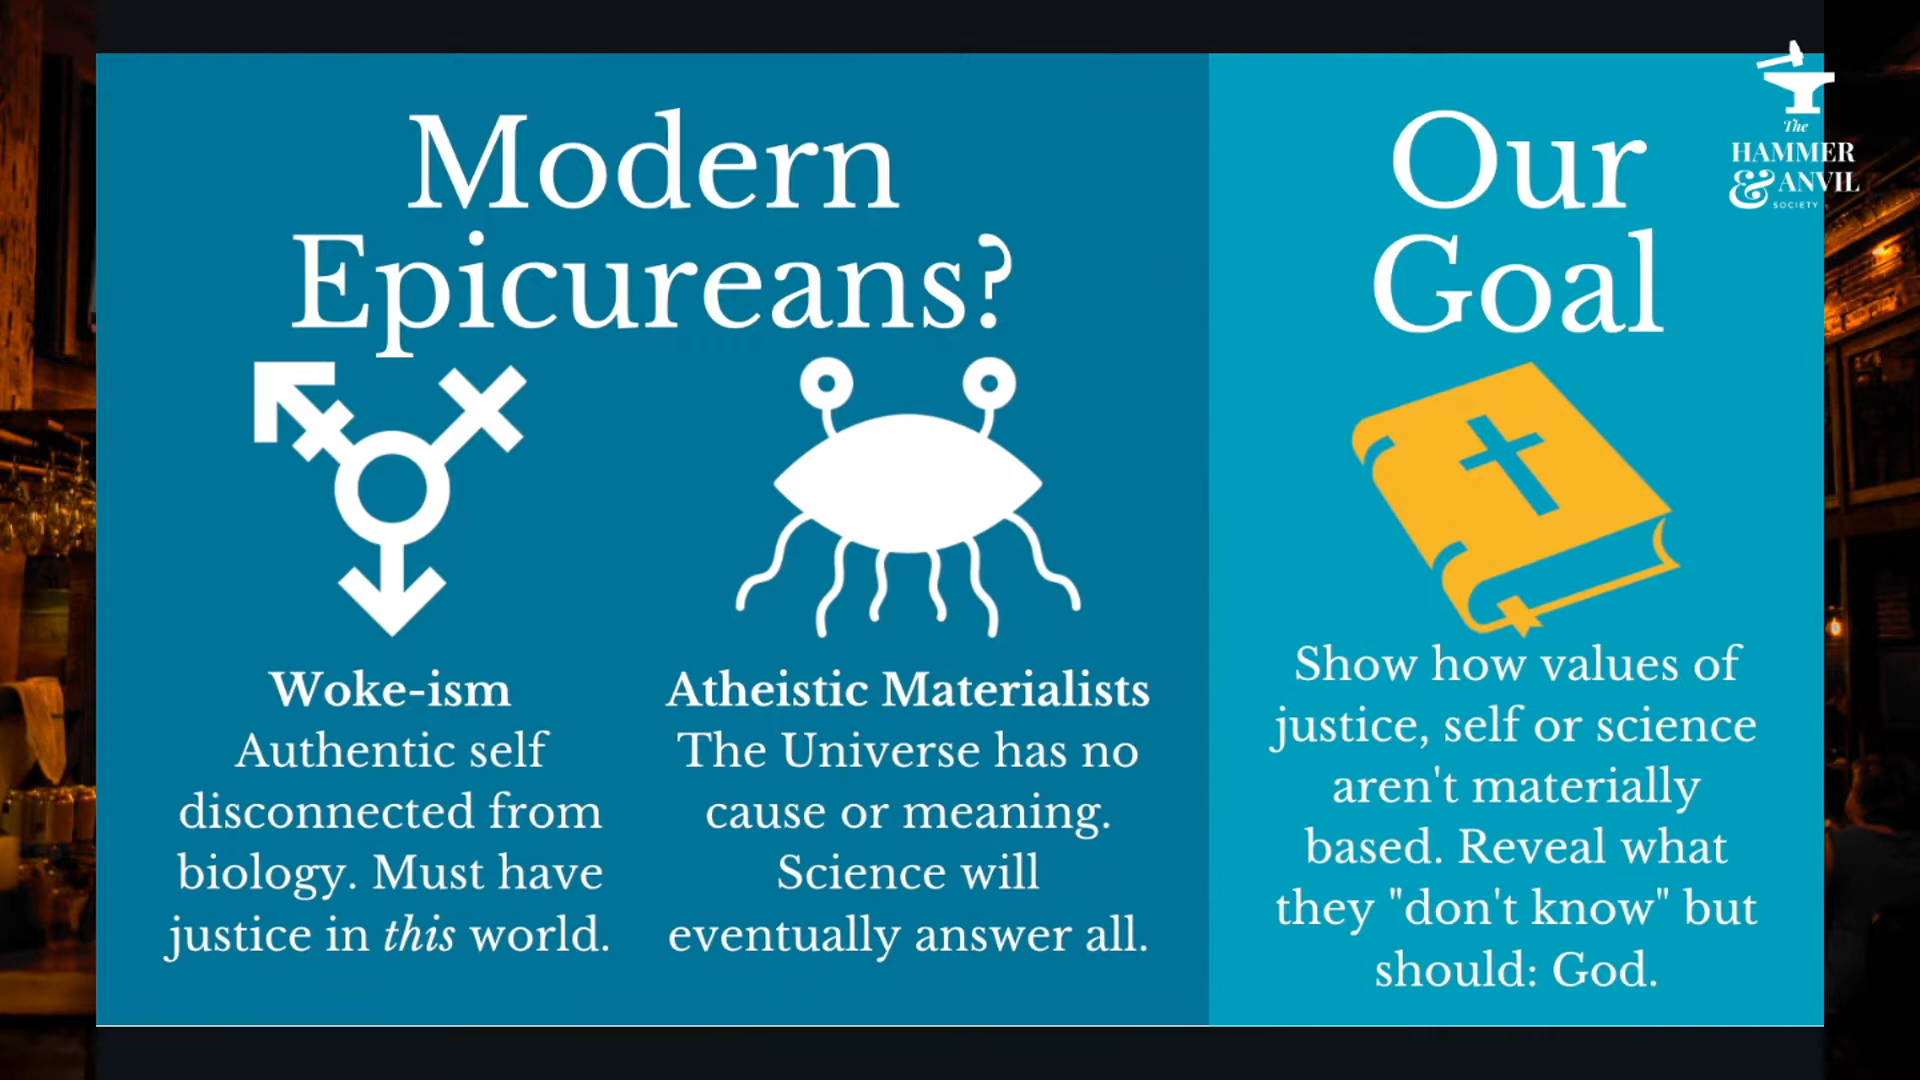 Modern
Epicureans?
Woke-ism
Authentic self
disconnected from
biology. Must have
justice in this world.
Atheistic Materialists
The Universe has no
cause or meaning.
Science will
eventually answer all.
Our
Goal
Show how values of
justice, self or science
aren't materially
based. Reveal what
they "don't know" but
should: God.
The
HAMMER
& ANVIL
SOCIETY